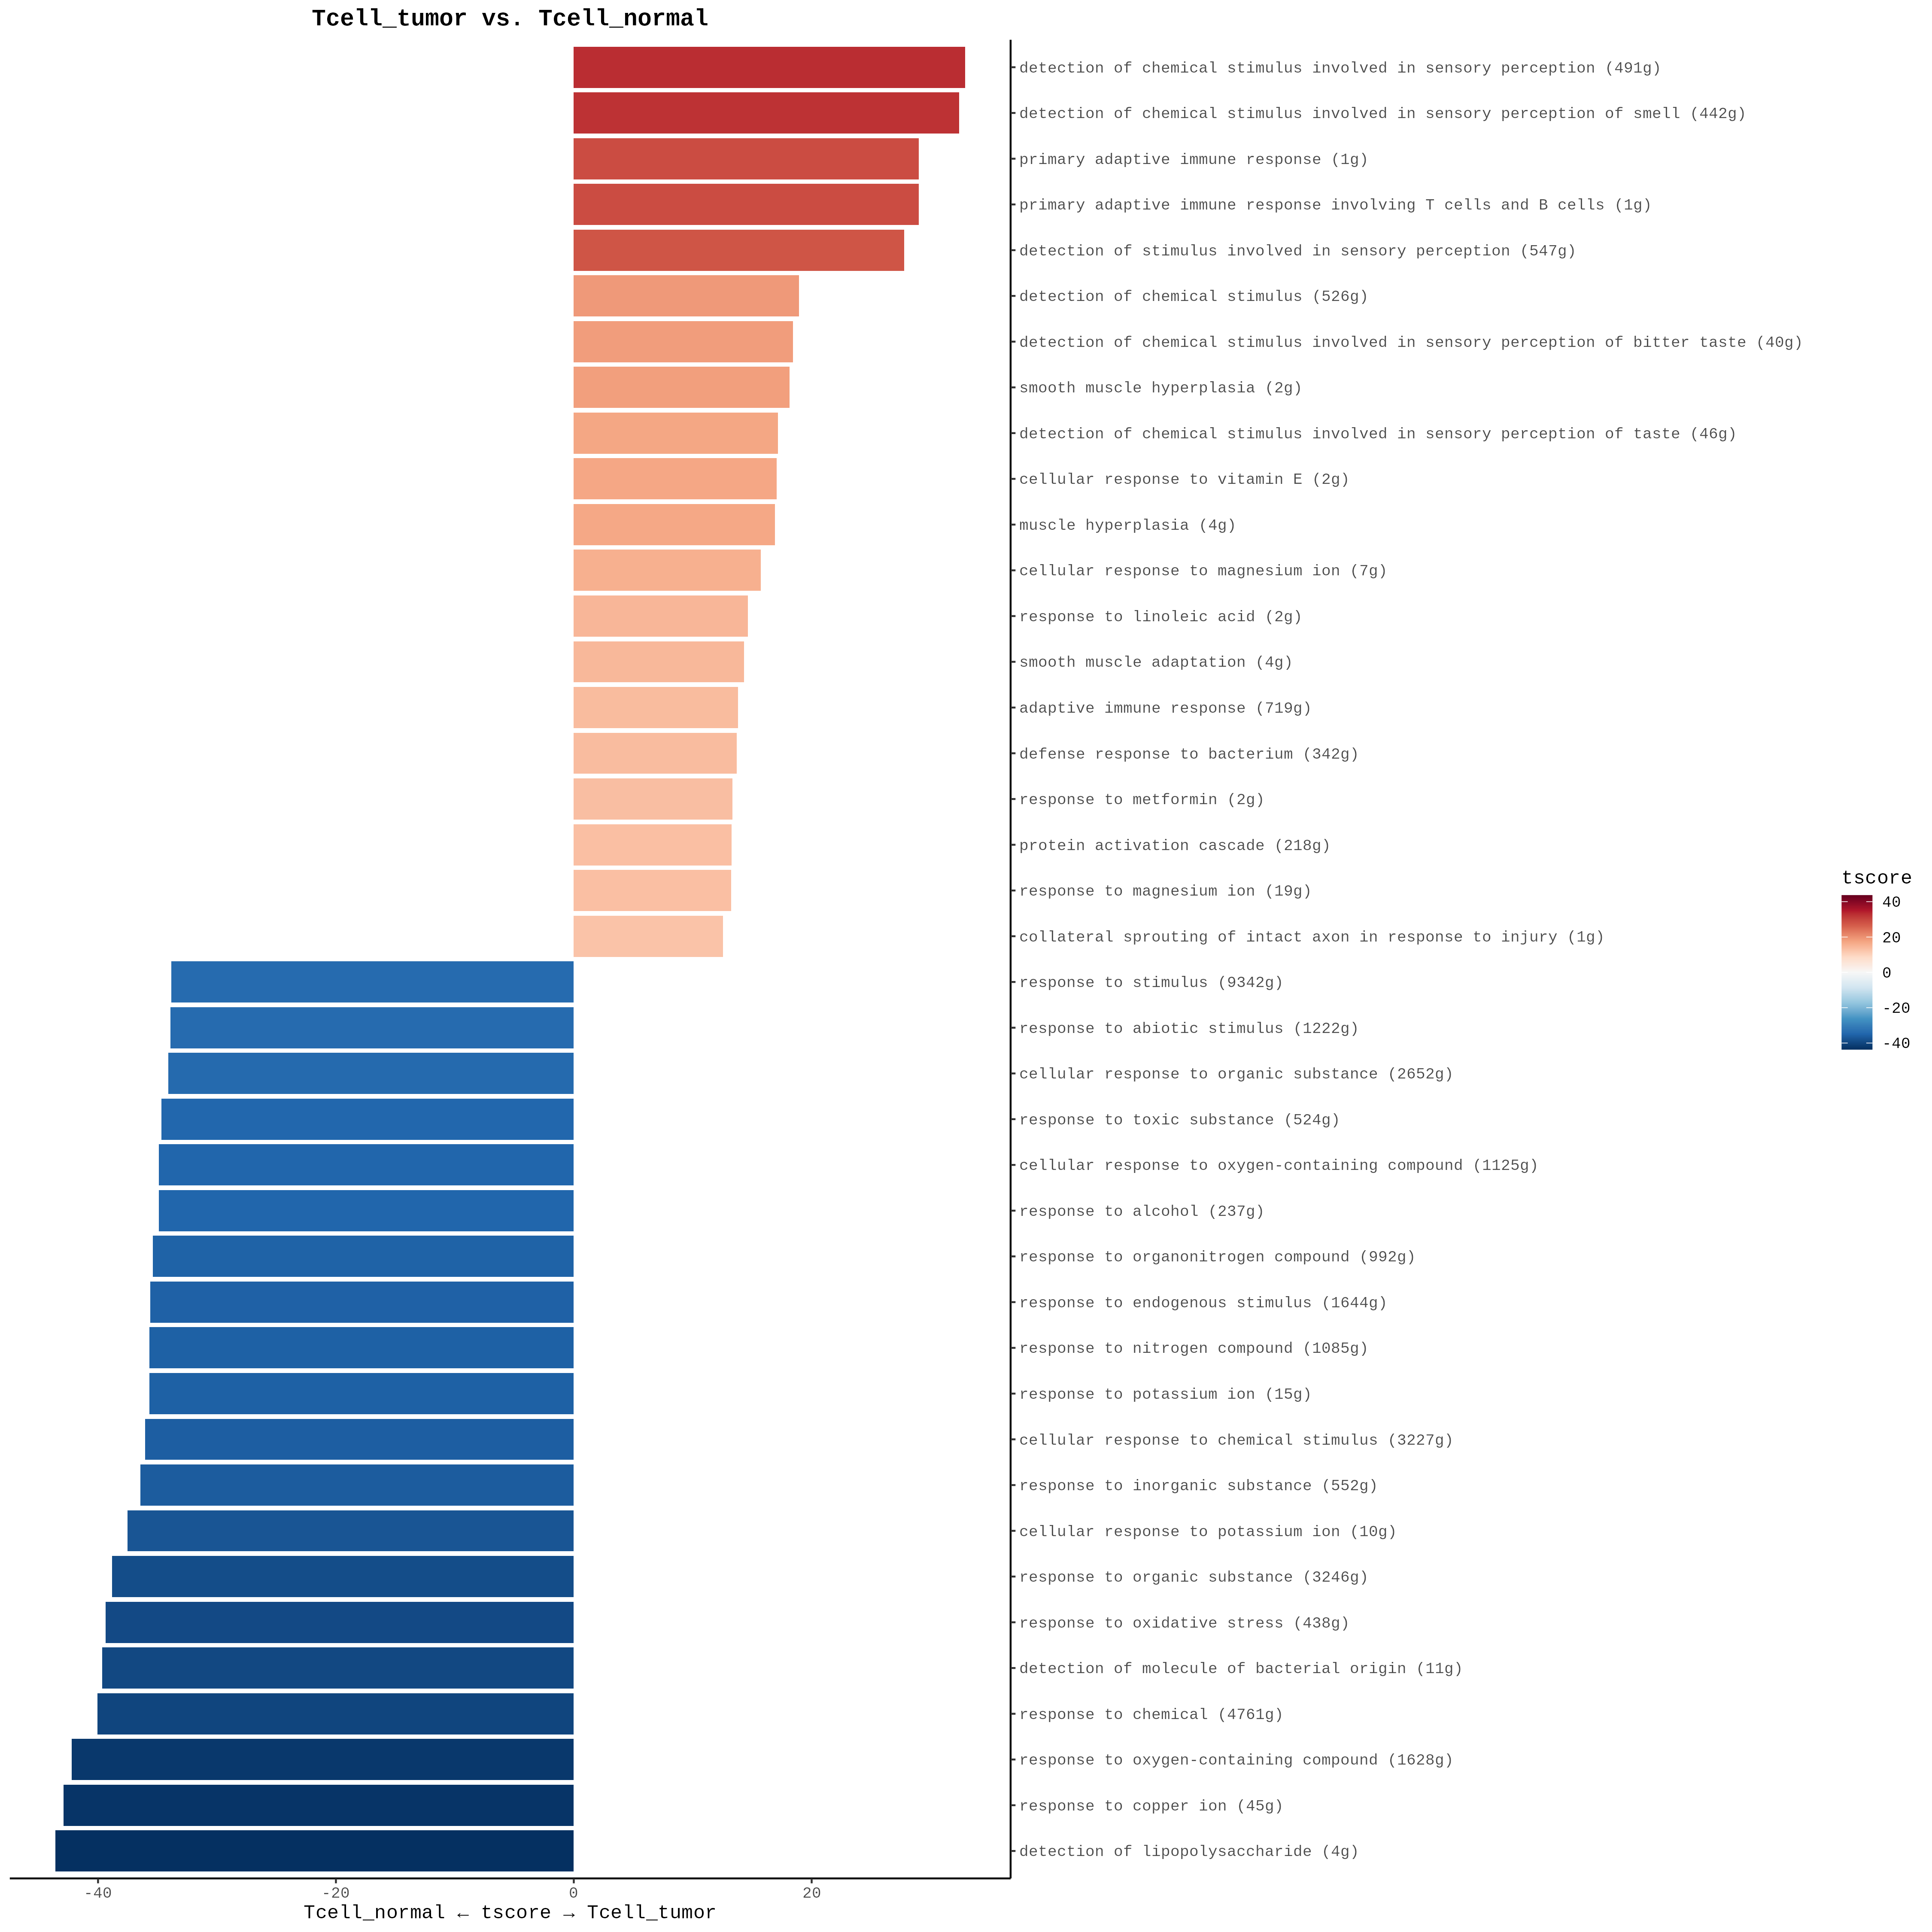 Tcell_tumor vs. Tcell_normal
detection of chemical stimulus involved in sensory perception (491g)
detection of chemical stimulus involved in sensory perception of smell (442g)
primary adaptive immune response (1g)
primary adaptive immune response involving T cells and B cells (1g)
detection of stimulus involved in sensory perception (547g)
detection of chemical stimulus (526g)
detection of chemical stimulus involved in sensory perception of bitter taste (40g)
smooth muscle hyperplasia (2g)
detection of chemical stimulus involved in sensory perception of taste (46g)
cellular response to vitamin E (2g)
muscle hyperplasia (4g)
cellular response to magnesium ion (7g)
response to linoleic acid (2g)
smooth muscle adaptation (4g)
adaptive immune response (719g)
defense response to bacterium (342g)
response to metformin (2g)
protein activation cascade (218g)
response to magnesium ion (19g)
collateral sprouting of intact axon in response to injury (1g)
response to stimulus (9342g)
response to abiotic stimulus (1222g)
cellular response to organic substance (2652g)
response to toxic substance (524g)
cellular response to oxygen-containing compound (1125g)
response to alcohol (237g)
response to organonitrogen compound (992g)
response to endogenous stimulus (1644g)
response to nitrogen compound (1085g)
response to potassium ion (15g)
cellular response to chemical stimulus (3227g)
response to inorganic substance (552g)
cellular response to potassium ion (10g)
response to organic substance (3246g)
response to oxidative stress (438g)
detection of molecule of bacterial origin (11g)
response to chemical (4761g)
response to oxygen-containing compound (1628g)
response to copper ion (45g)
detection of lipopolysaccharide (4g)
-40 -20 0 20
Tcell_normal ← tscore → Tcell_tumor
tscore
40
20
0
-20
-40